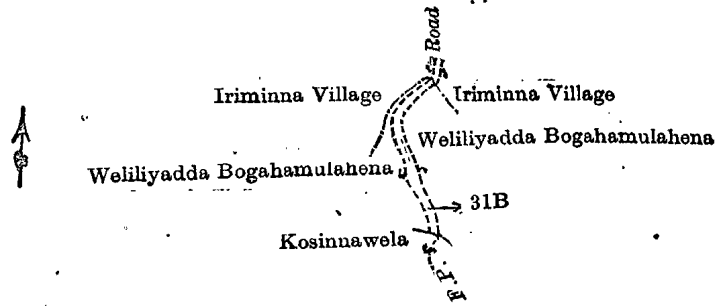 Road
Iriminna Village
Iriminna Village
Weliliyadda Bogahamulahena
Weliliyadda Bogahamulahena
31B
Kosinnawela
F.P.